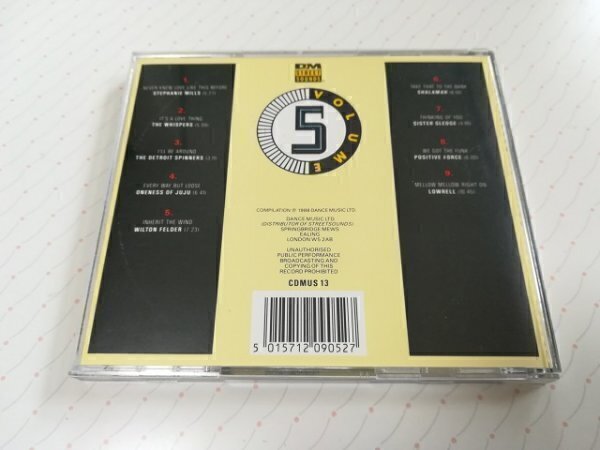 DM
STREET
SOUNDS
VOLUME
5
1.
NEVER KNEW LOVE LIKE THIS BEFORE
STEPHANIE MILLS
2.
IT'S A LOVE THING
THE WHISPERS
3.
I'LL BE AROUND
THE DETROIT SPINNERS
4.
EVERY WAY BUT LOOSE
ONENESS OF JUJU
5.
INHERIT THE WIND
WILTON FELDER (7.23)
6.
TAKE THAT TO THE BANK
SHALAMAR
7.
THINKING OF YOU
SISTER SLEDGE
8.
WE GOT THE FUNK
POSITIVE FORCE
9.
MELLOW MELLOW RIGHT ON
LOWRELL
COMPILATION ℗ 1988 DANCE MUSIC LTD.
DANCE MUSIC LTD.
(DISTRIBUTOR OF STREETSOUNDS)
SPRINGBRIDGE MEWS
EALING
LONDON W5 2AB
UNAUTHORISED
PUBLIC PERFORMANCE
BROADCASTING AND
COPYING OF THIS
RECORD PROHIBITED
CDMUS 13
5 015712 090527